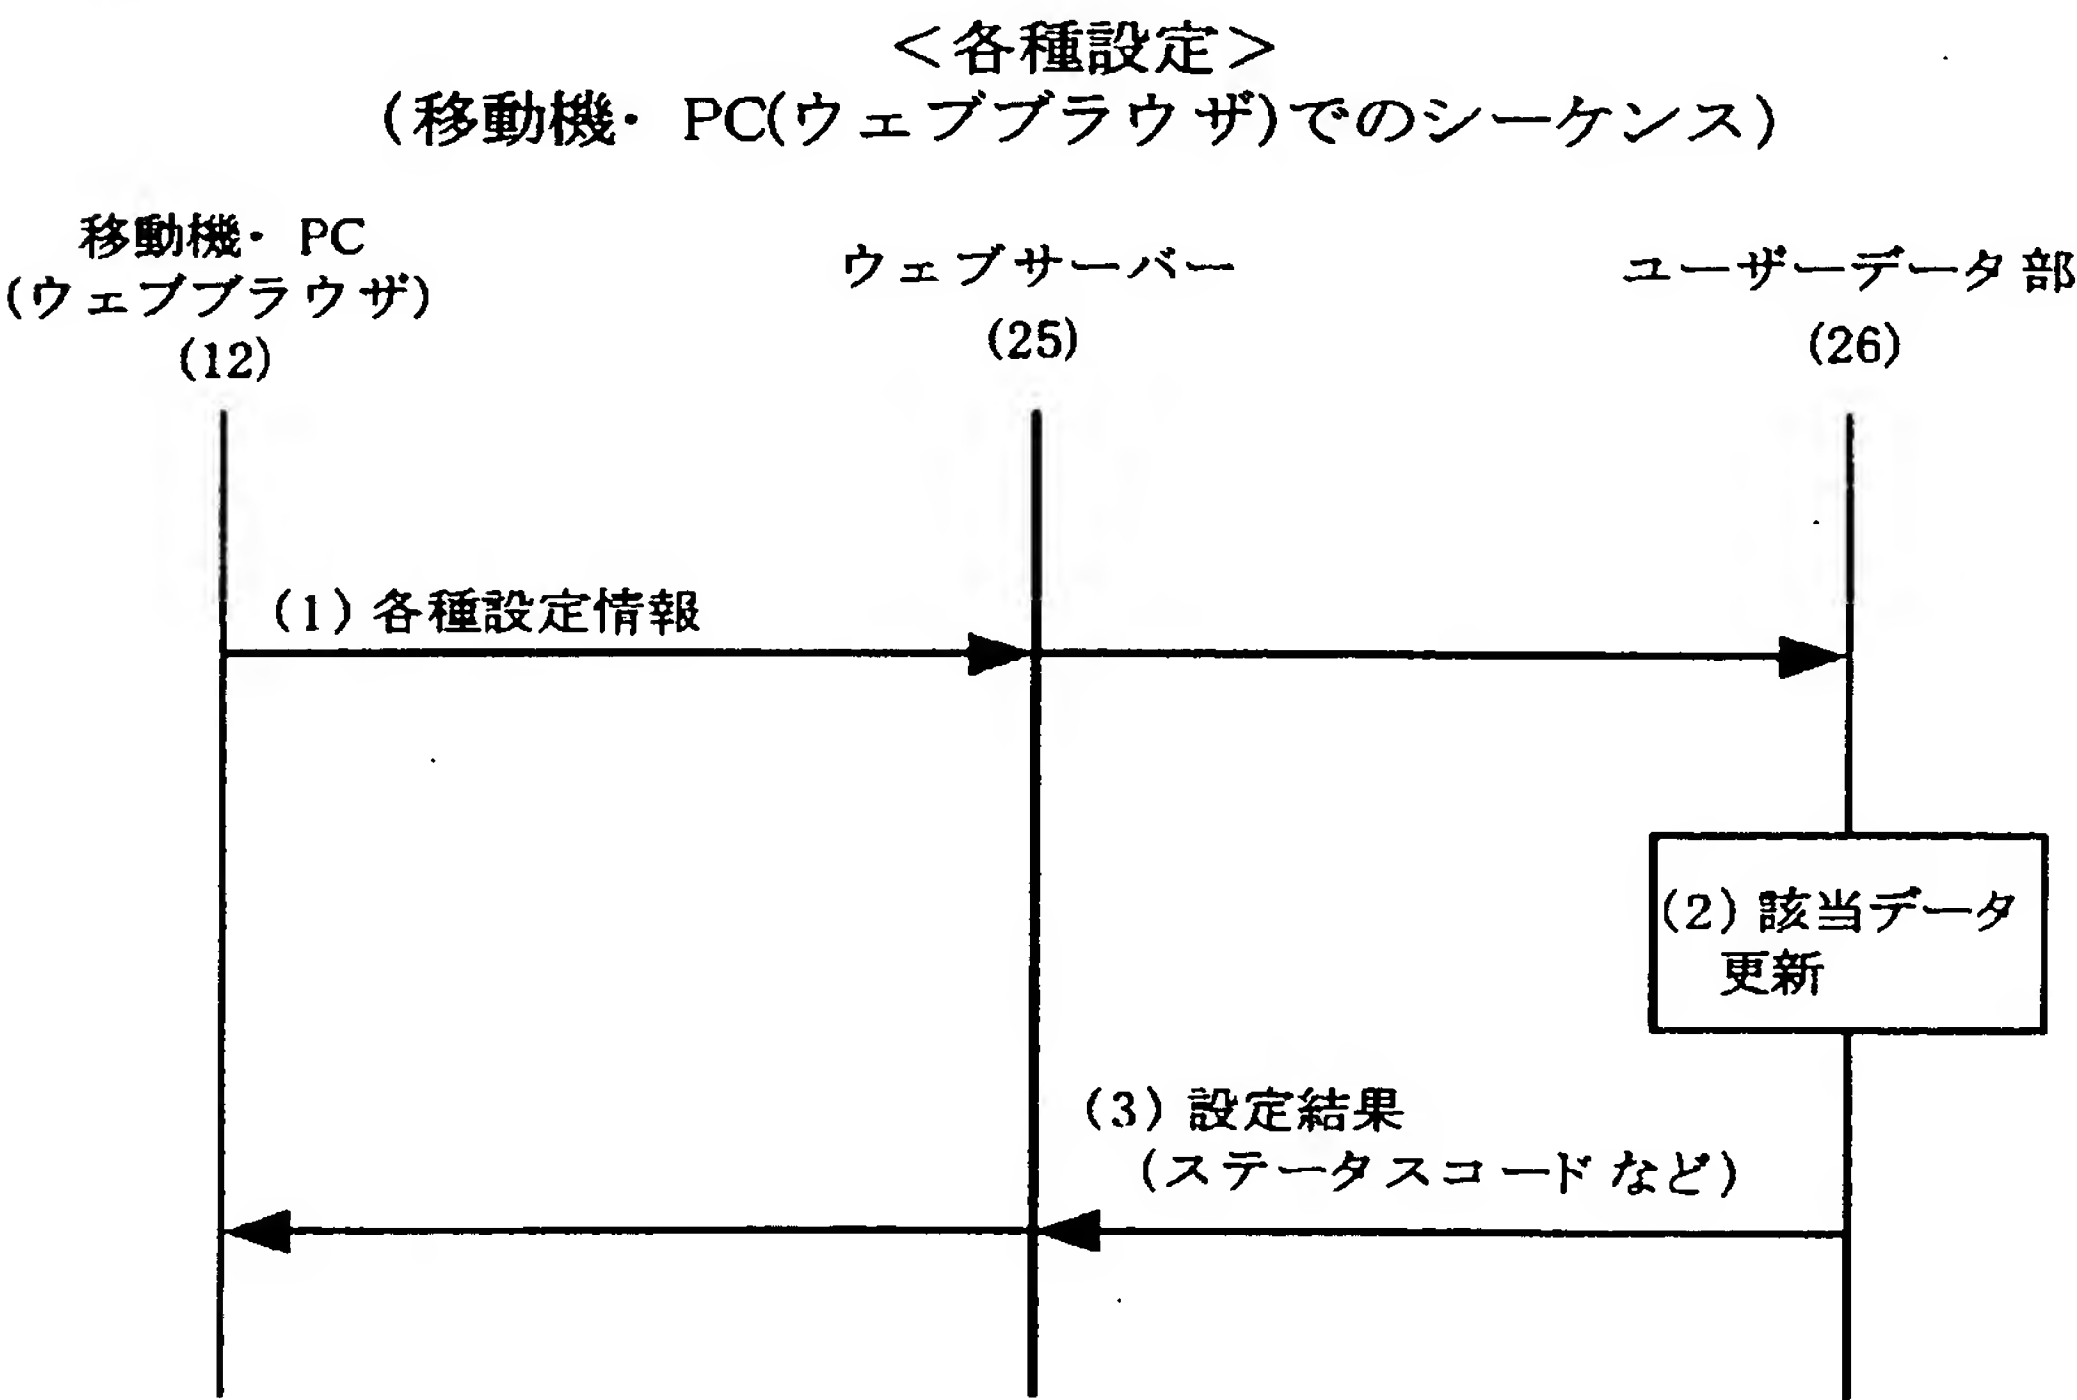 ＜各種設定＞
(移動機・PC(ウェブブラウザ)でのシーケンス)
移動機・PC
(ウェブブラウザ)
(12)
ウェブサーバー
(25)
ユーザーデータ部
(26)
(1) 各種設定情報
(2) 該当データ
更新
(3) 設定結果
(ステータスコードなど)